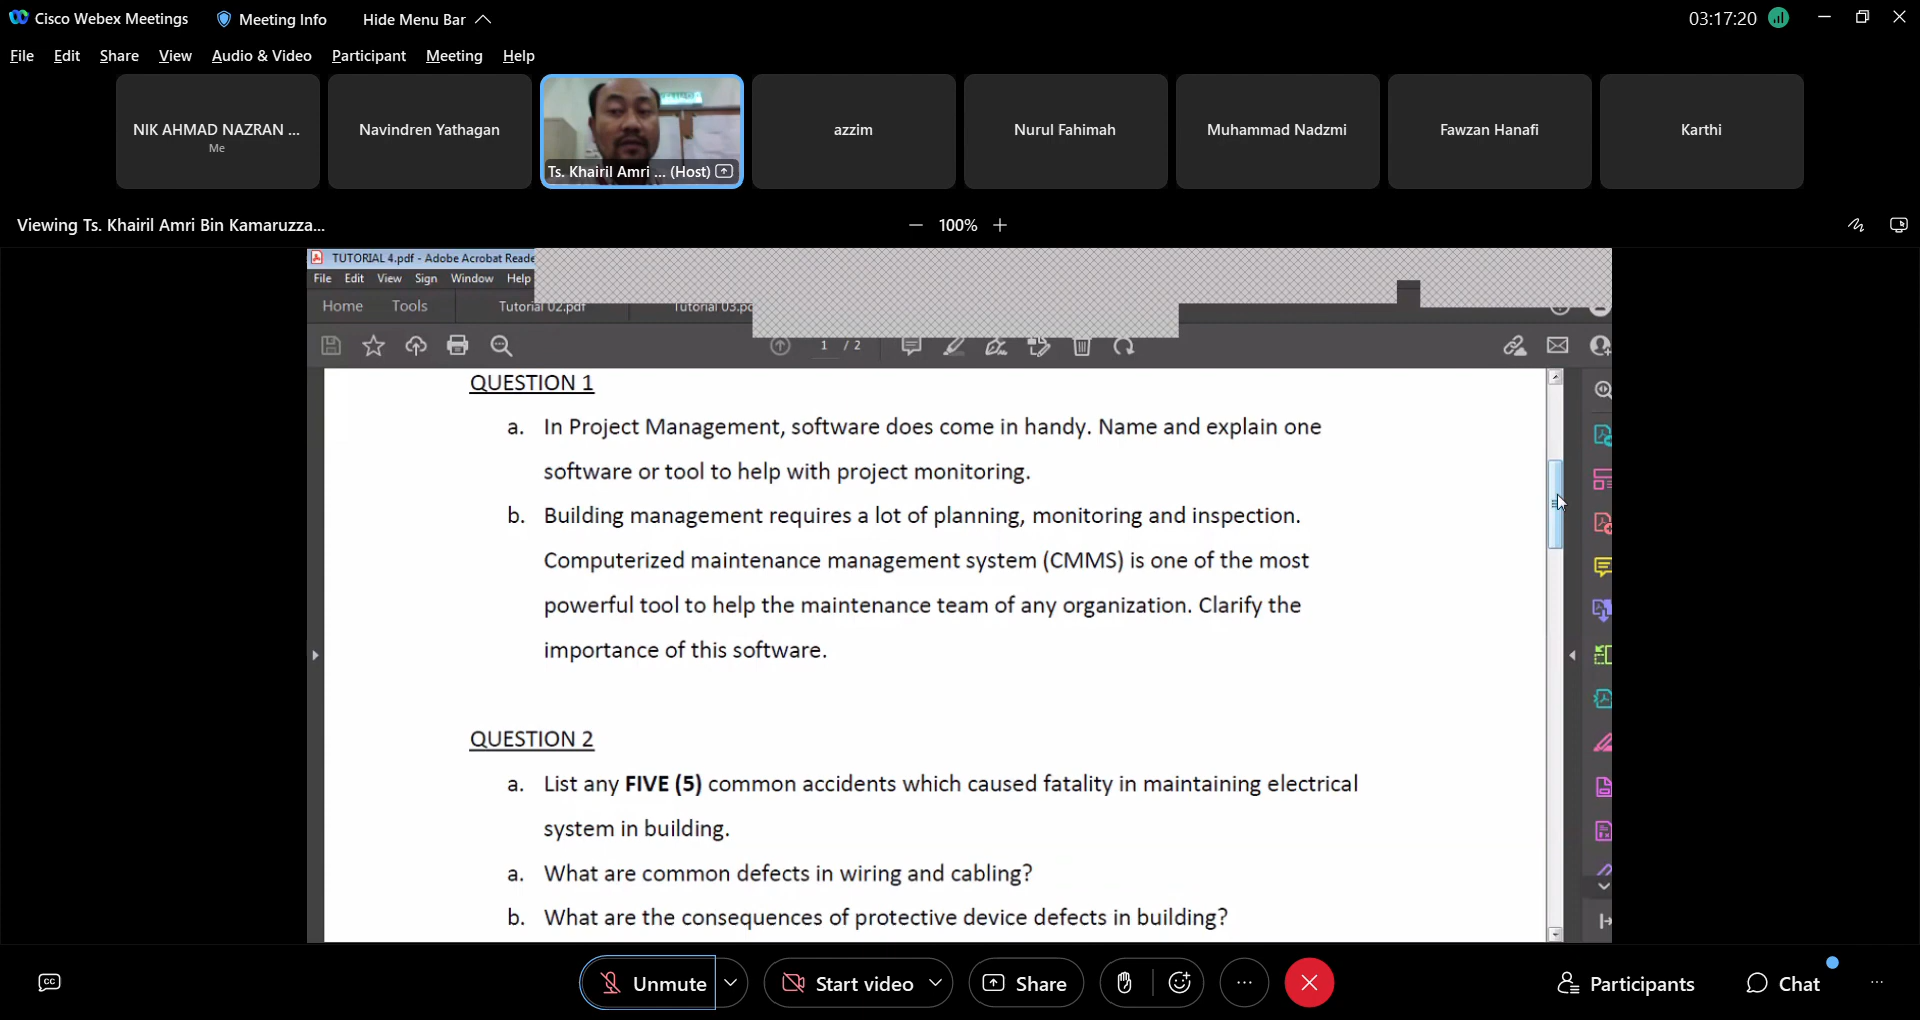 Cisco Webex Meetings
Meeting Info
Hide Menu Bar
03:17:20
File Edit Share View Audio & Video Participant Meeting Help
NIK AHMAD NAZRAN ...
Me
Navindren Yathagan
Ts. Khairil Amri ... (Host)
azzim
Nurul Fahimah
Muhammad Nadzmi
Fawzan Hanafi
Karthi
Viewing Ts. Khairil Amri Bin Kamaruzza...
100%
TUTORIAL 4.pdf - Adobe Acrobat Reade
File Edit View Sign Window Help
Home Tools Tutorial 02.pdf Tutorial 03.pd
1 / 2
QUESTION 1
a. In Project Management, software does come in handy. Name and explain one
software or tool to help with project monitoring.
b. Building management requires a lot of planning, monitoring and inspection.
Computerized maintenance management system (CMMS) is one of the most
powerful tool to help the maintenance team of any organization. Clarify the
importance of this software.
QUESTION 2
a. List any FIVE (5) common accidents which caused fatality in maintaining electrical
system in building.
a. What are common defects in wiring and cabling?
b. What are the consequences of protective device defects in building?
CC
Unmute
Start video
Share
Participants
Chat